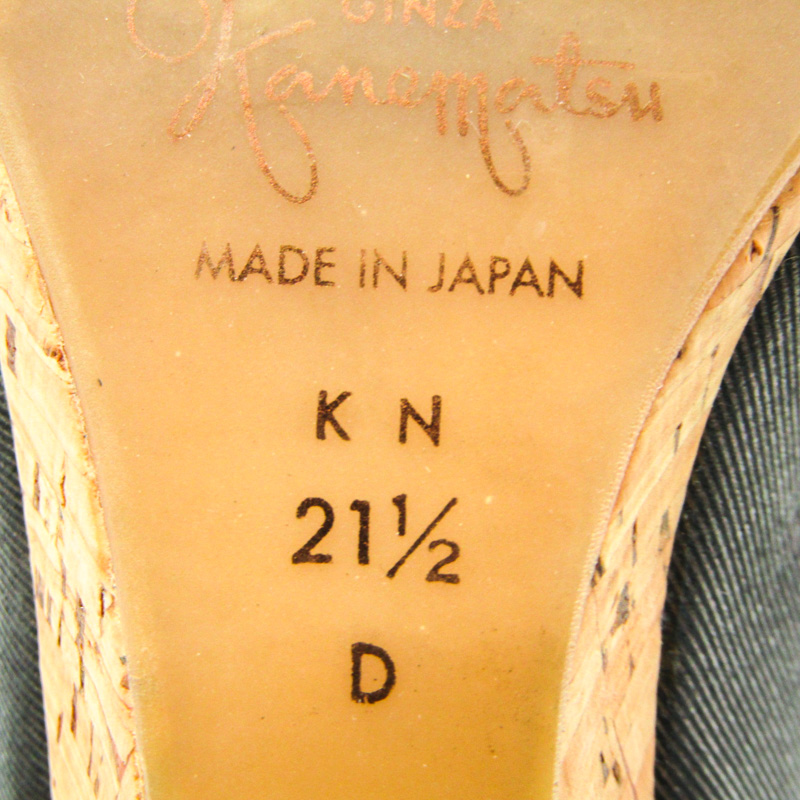 GINZA
Kanematsu
MADE IN JAPAN
K N
21½
D